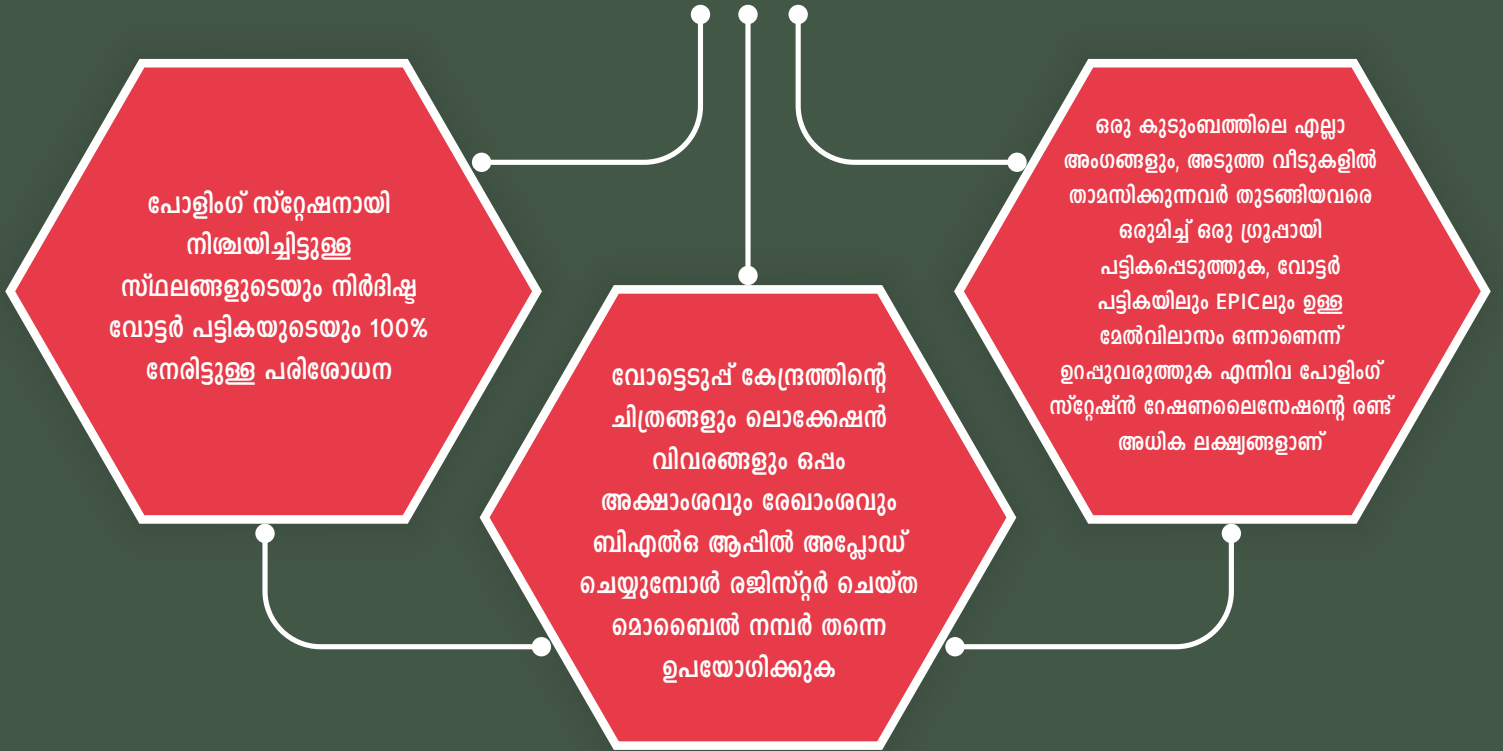 പോളിംഗ് സ്റ്റേഷനായി
നിശ്ചയിച്ചിട്ടുള്ള
സ്ഥലങ്ങളുടെയും നിർദിഷ്ട
വോട്ടർ പട്ടികയുടെയും 100%
നേരിട്ടുള്ള പരിശോധന
വോട്ടെടുപ്പ് കേന്ദ്രത്തിന്റെ
ചിത്രങ്ങളും ലൊക്കേഷൻ
വിവരങ്ങളും ഒപ്പം
അക്ഷാംശവും രേഖാംശവും
ബിഎൽഒ ആപ്പിൽ അപ്ലോഡ്
ചെയ്യുമ്പോൾ രജിസ്റ്റർ ചെയ്ത
മൊബൈൽ നമ്പർ തന്നെ
ഉപയോഗിക്കുക
ഒരു കുടുംബത്തിലെ എല്ലാ
അംഗങ്ങളും, അടുത്ത വീടുകളിൽ
താമസിക്കുന്നവർ തുടങ്ങിയവരെ
ഒരുമിച്ച് ഒരു ഗ്രൂപ്പായി
പട്ടികപ്പെടുത്തുക, വോട്ടർ
പട്ടികയിലും EPICലും ഉള്ള
മേൽവിലാസം ഒന്നാണെന്ന്
ഉറപ്പുവരുത്തുക എന്നിവ പോളിംഗ്
സ്റ്റേഷ്ൻ റേഷണലൈസേഷന്റെ രണ്ട്
അധിക ലക്ഷ്യങ്ങളാണ്